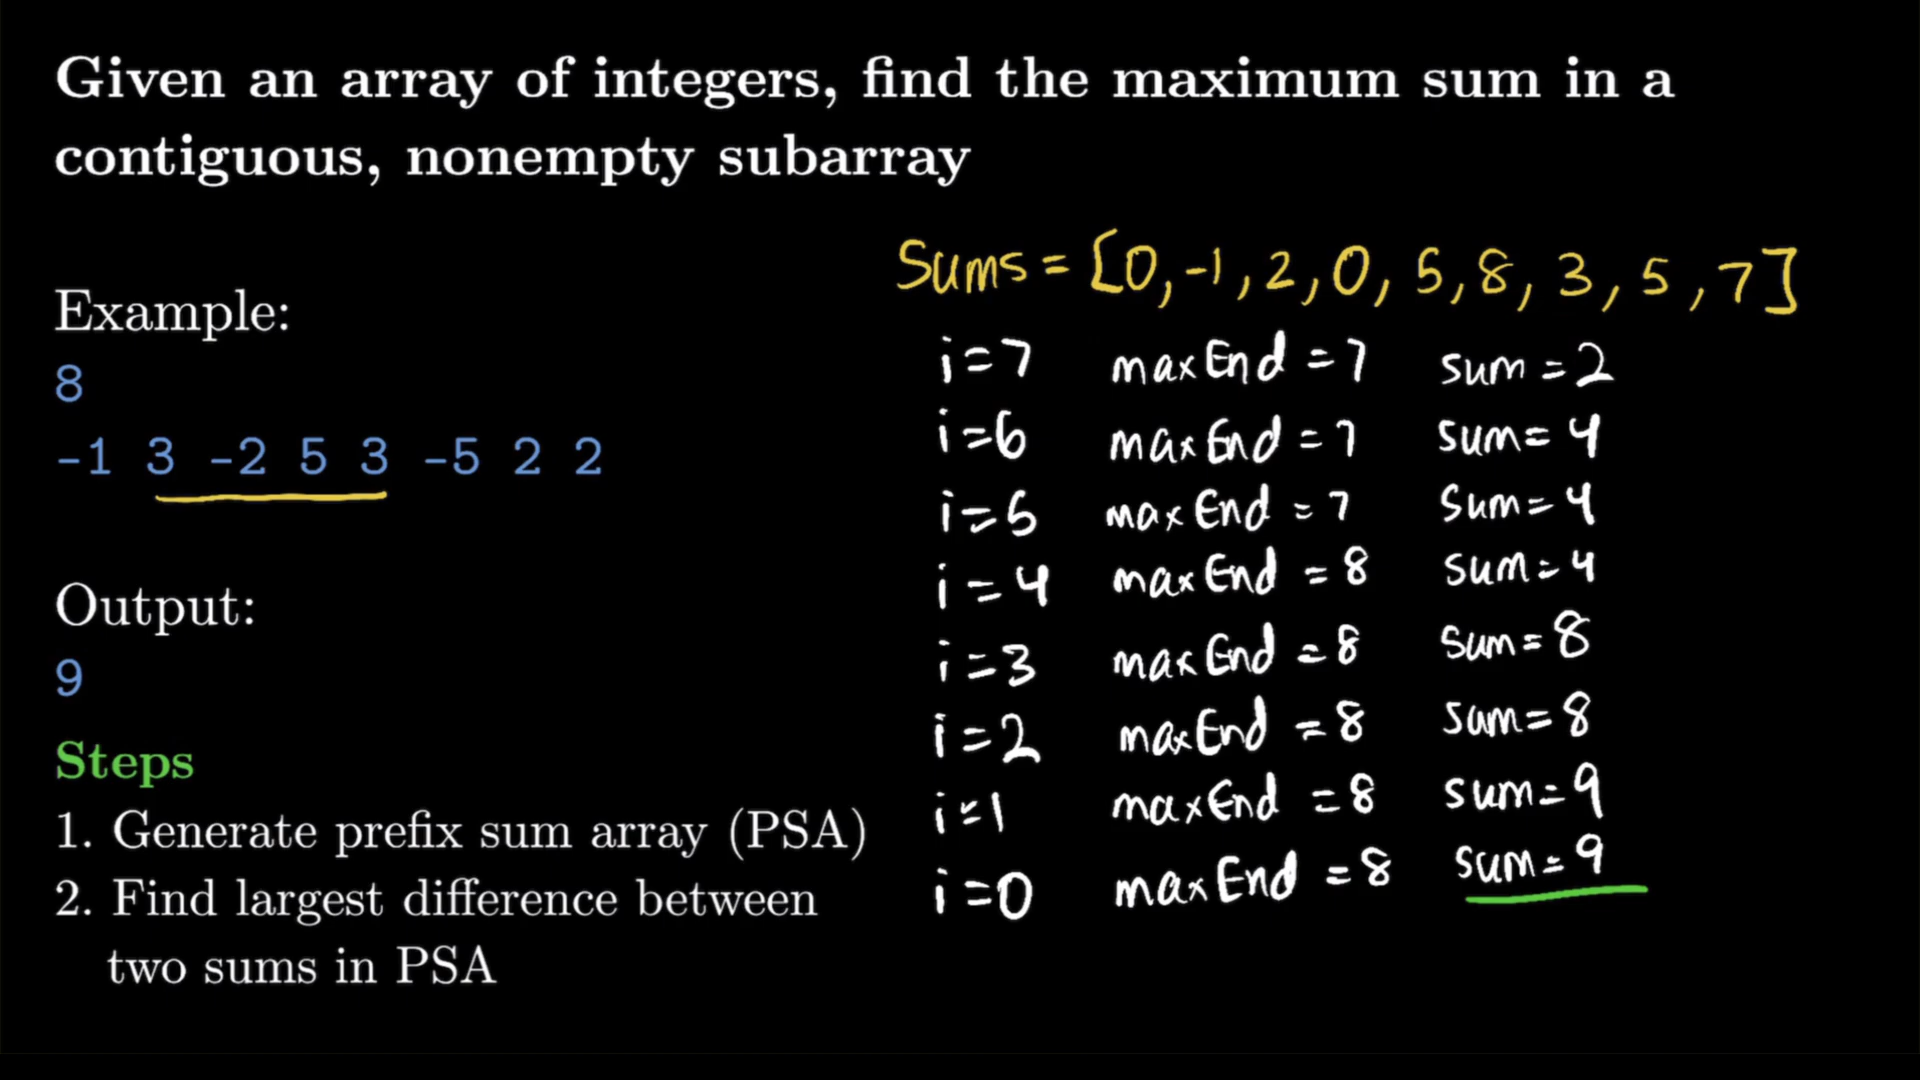 Given an array of integers, find the maximum sum in a
contiguous, nonempty subarray
Example:
8
-1 3 -2 5 3 -5 2 2
Output:
9
Steps
1. Generate prefix sum array (PSA)
2. Find largest difference between
two sums in PSA
Sums = [0, -1, 2, 0, 5, 8, 3, 5, 7]
i=7 maxEnd = 7 sum = 2
i=6 maxEnd = 7 sum = 4
i=5 maxEnd = 7 sum = 4
i=4 maxEnd = 8 sum = 4
i=3 maxEnd = 8 sum = 8
i=2 maxEnd = 8 sum = 8
i=1 maxEnd = 8 sum = 9
i=0 maxEnd = 8 sum = 9